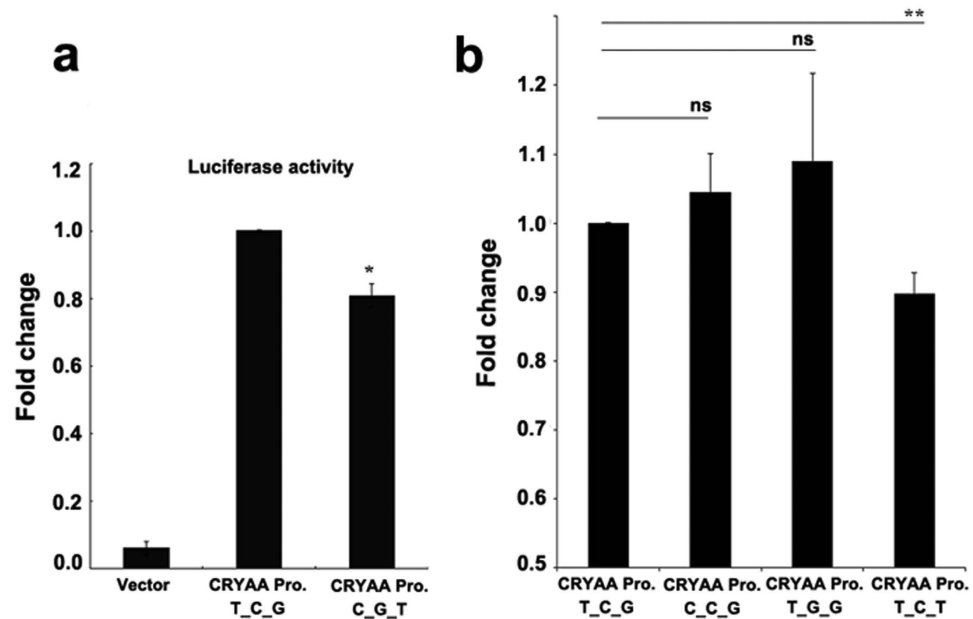 a
Luciferase activity
Fold change
1.2
1.0
0.8
0.6
0.4
0.2
0.0
*
Vector
CRYAA Pro.
T_C_G
CRYAA Pro.
C_G_T
b
Fold change
1.2
1.1
1.0
0.9
0.8
0.7
0.6
0.5
**
ns
ns
CRYAA Pro.
T_C_G
CRYAA Pro.
C_C_G
CRYAA Pro.
T_G_G
CRYAA Pro.
T_C_T